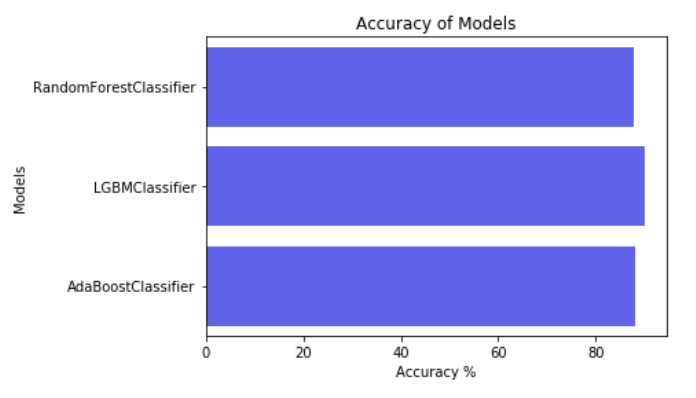 Accuracy of Models
RandomForestClassifier
LGBMClassifier
AdaBoostClassifier
Models
0 20 40 60 80
Accuracy %